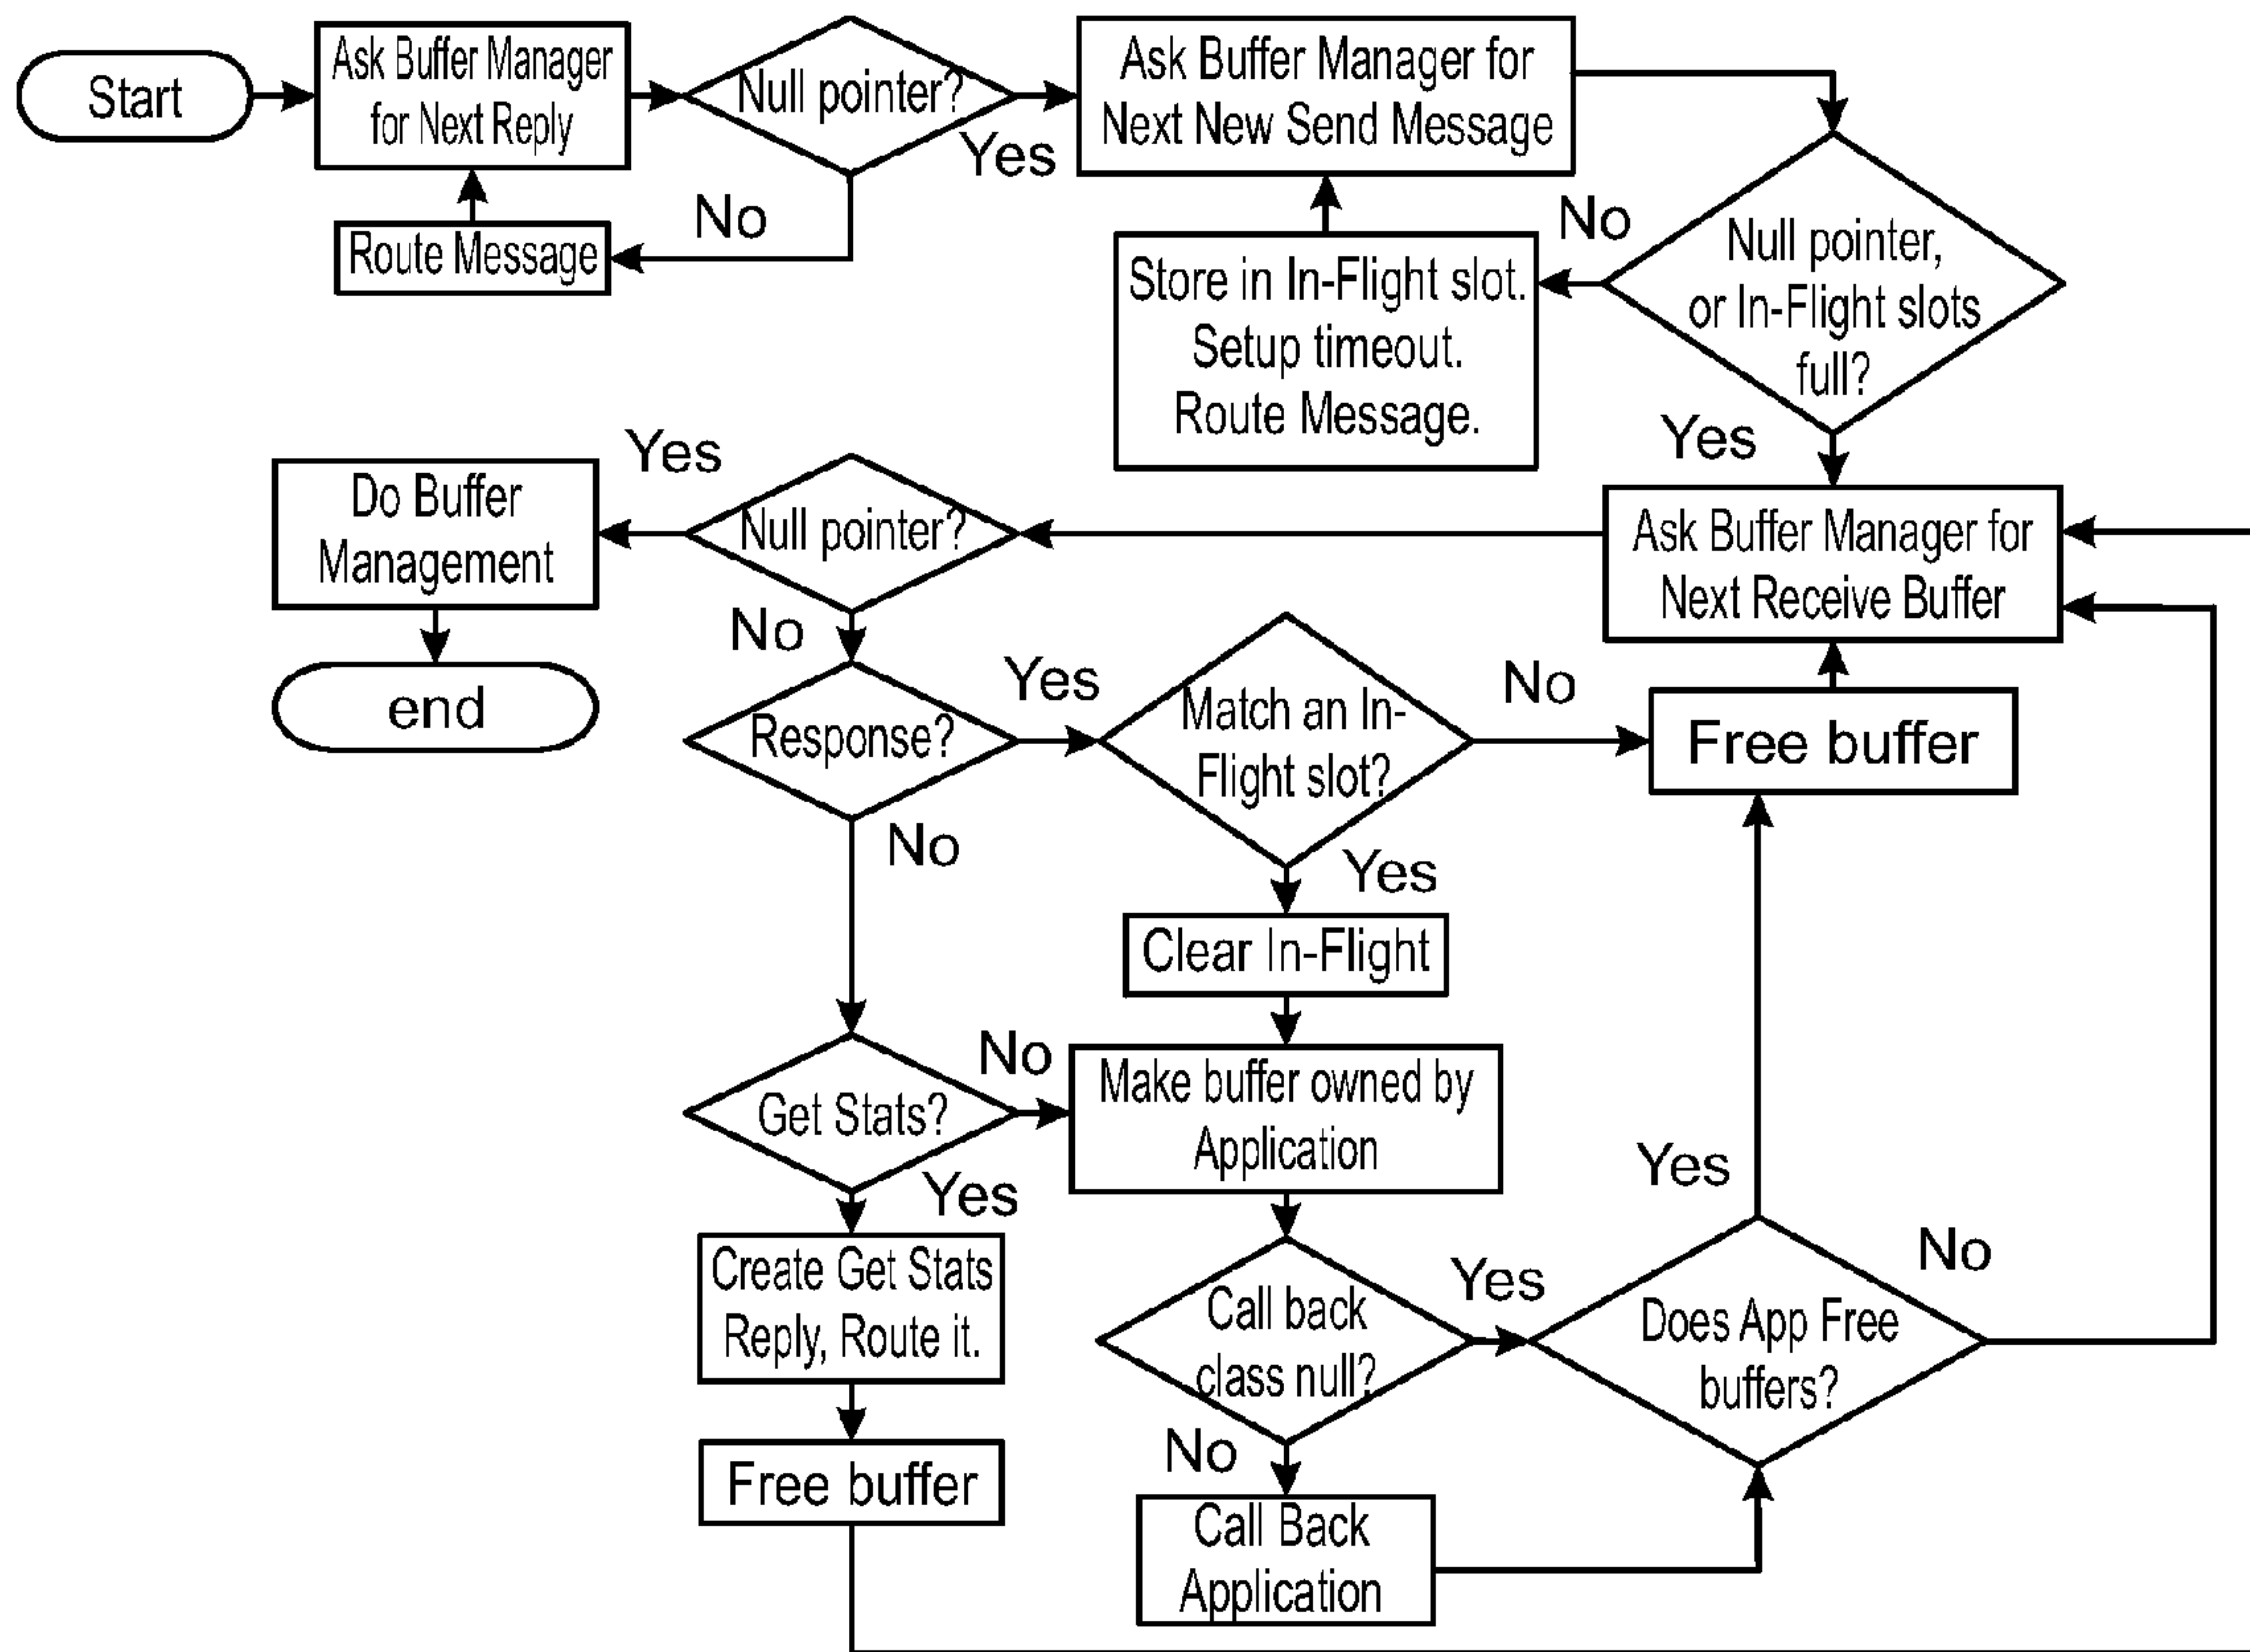 Start
Ask Buffer Manager
for Next Reply
Null pointer?
Yes
No
Route Message
Ask Buffer Manager for
Next New Send Message
Null pointer,
or In-Flight slots
full?
No
Yes
Store in In-Flight slot.
Setup timeout.
Route Message.
Ask Buffer Manager for
Next Receive Buffer
Null pointer?
Yes
No
Do Buffer
Management
end
Response?
Yes
No
Match an In-
Flight slot?
No
Yes
Free buffer
Clear In-Flight
Get Stats?
No
Yes
Make buffer owned by
Application
Create Get Stats
Reply, Route it.
Free buffer
Call back
class null?
Yes
No
Does App Free
buffers?
Yes
No
Call Back
Application